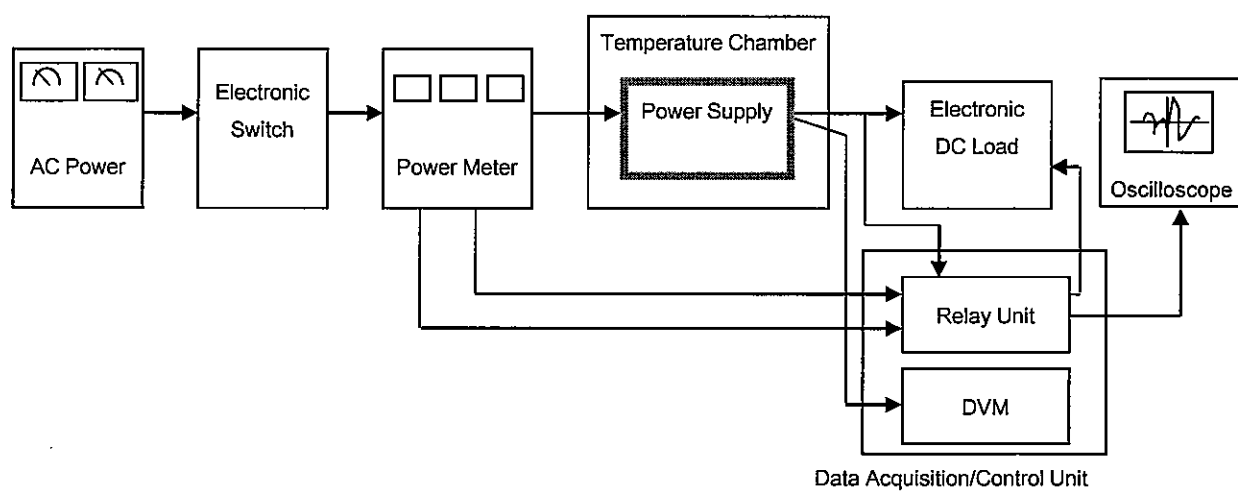 Temperature Chamber
Electronic
Switch
Power Supply
Electronic
DC Load
AC Power
Power Meter
Oscilloscope
Relay Unit
DVM
Data Acquisition/Control Unit